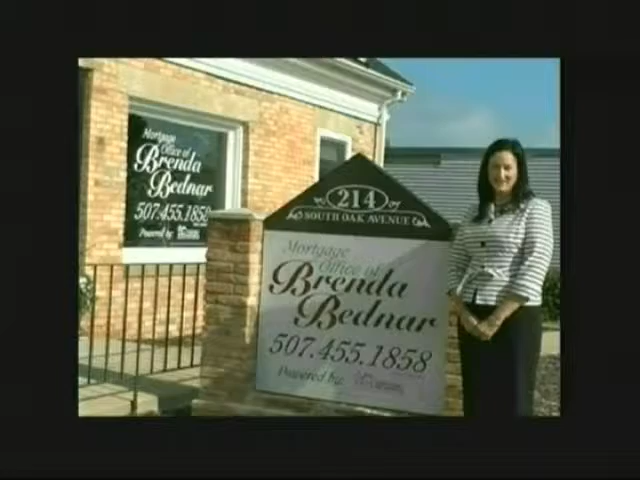 Mortgage
Office of
Brenda
Bednar
507.455.1858
Powered by:
214
SOUTH OAK AVENUE
Mortgage
Office of
Brenda
Bednar
507.455.1858
Powered by: